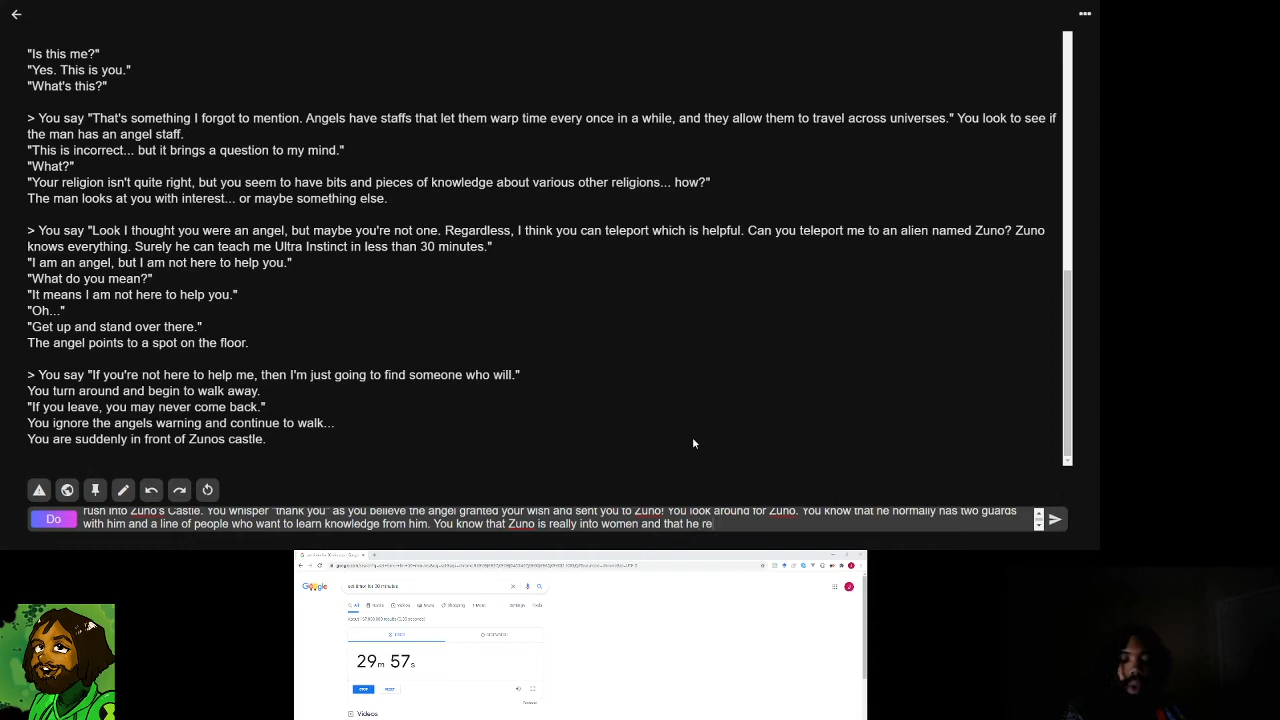 "Is this me?"
"Yes. This is you."
"What's this?"
> You say "That's something I forgot to mention. Angels have staffs that let them warp time every once in a while, and they allow them to travel across universes." You look to see if
the man has an angel staff.
"This is incorrect... but it brings a question to my mind."
"What?"
"Your religion isn't quite right, but you seem to have bits and pieces of knowledge about various other religions... how?"
The man looks at you with interest... or maybe something else.
> You say "Look I thought you were an angel, but maybe you're not one. Regardless, I think you can teleport which is helpful. Can you teleport me to an alien named Zuno? Zuno
knows everything. Surely he can teach me Ultra Instinct in less than 30 minutes."
"I am an angel, but I am not here to help you."
"What do you mean?"
"It means I am not here to help you."
"Oh..."
"Get up and stand over there."
The angel points to a spot on the floor.
> You say "If you're not here to help me, then I'm just going to find someone who will."
You turn around and begin to walk away.
"If you leave, you may never come back."
You ignore the angels warning and continue to walk...
You are suddenly in front of Zunos castle.
rush into Zuno's Castle. You whisper "thank you" as you believe the angel granted your wish and sent you to Zuno! You look around for Zuno. You know that he normally has two guards
Do
with him and a line of people who want to learn knowledge from him. You know that Zuno is really into women and that he re
Google
set timer for 30 minutes
All
Videos
News
Shopping
More
Settings
Tools
29m 57s
STOP
RESET
Feedback
Videos